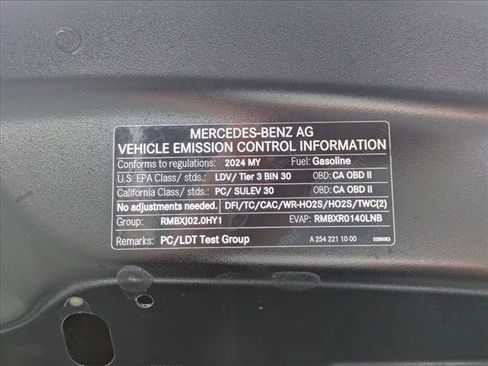 MERCEDES-BENZ AG
VEHICLE EMISSION CONTROL INFORMATION
Conforms to regulations: 2024 MY Fuel: Gasoline
U.S. EPA Class/ stds.: LDV/ Tier 3 BIN 30 OBD: CA OBD II
California Class/ stds.: PC/ SULEV 30 OBD: CA OBD II
No adjustments needed. DFI/TC/CAC/WR-HO2S/HO2S/TWC(2)
Group: RMBXJ02.0HY1 EVAP: RMBXR0140LNB
Remarks: PC/LDT Test Group A 254 221 10 00